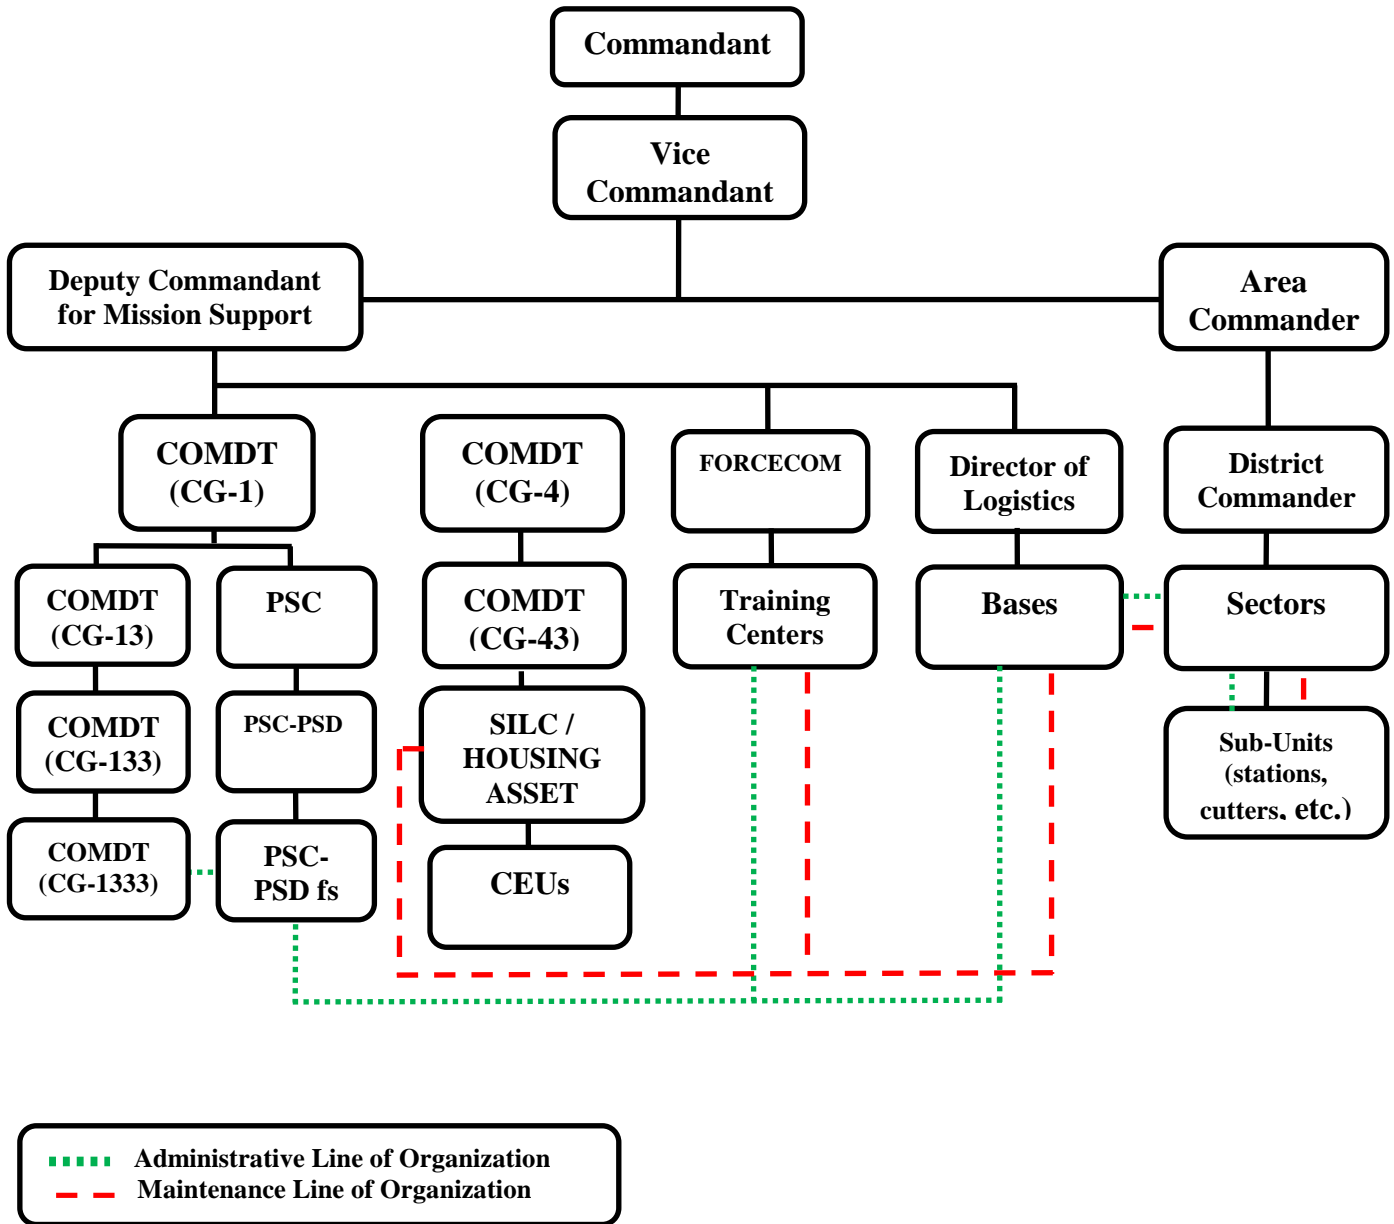 Commandant
Vice
Commandant
Deputy Commandant
for Mission Support
Area
Commander
COMDT
(CG-1)
COMDT
(CG-4)
FORCECOM
Director of
Logistics
District
Commander
COMDT
(CG-13)
PSC
COMDT
(CG-43)
Training
Centers
Bases
Sectors
COMDT
(CG-133)
PSC-PSD
SILC /
HOUSING
ASSET
Sub-Units
(stations,
cutters, etc.)
COMDT
(CG-1333)
PSC-
PSD fs
CEUs
Administrative Line of Organization
Maintenance Line of Organization